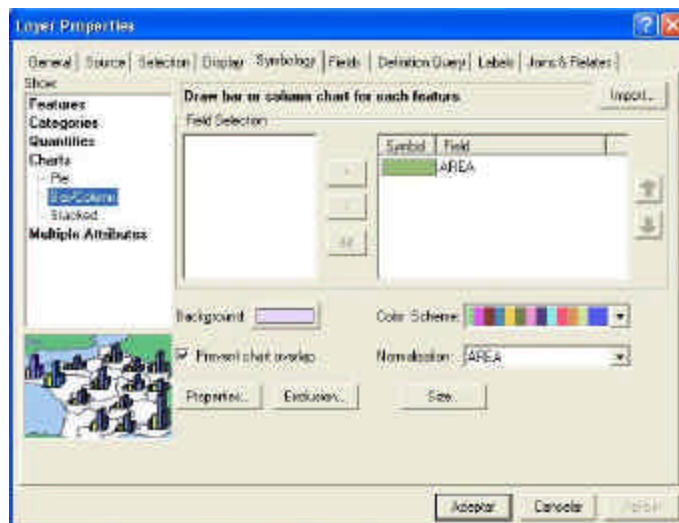 Layer Properties
General Source Selection Display Symbology Fields Definition Query Labels Joins & Relates
Show:
Features
Categories
Quantities
Charts
Pie
Bar/Column
Stacked
Multiple Attributes
Draw bar or column chart for each feature.
Import...
Field Selection
Symbol Field
AREA
Background:
Color Scheme:
Prevent chart overlap
Normalization: AREA
Properties... Exclusion... Size...
Aceptar Cancelar Aplicar